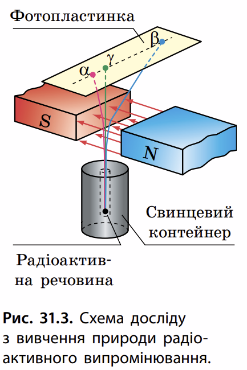 Фотопластинка
α
γ
β
S
N
Свинцевий
контейнер
Радіоактив-
на речовина
Рис. 31.3. Схема досліду
з вивчення природи радіо-
активного випромінювання.